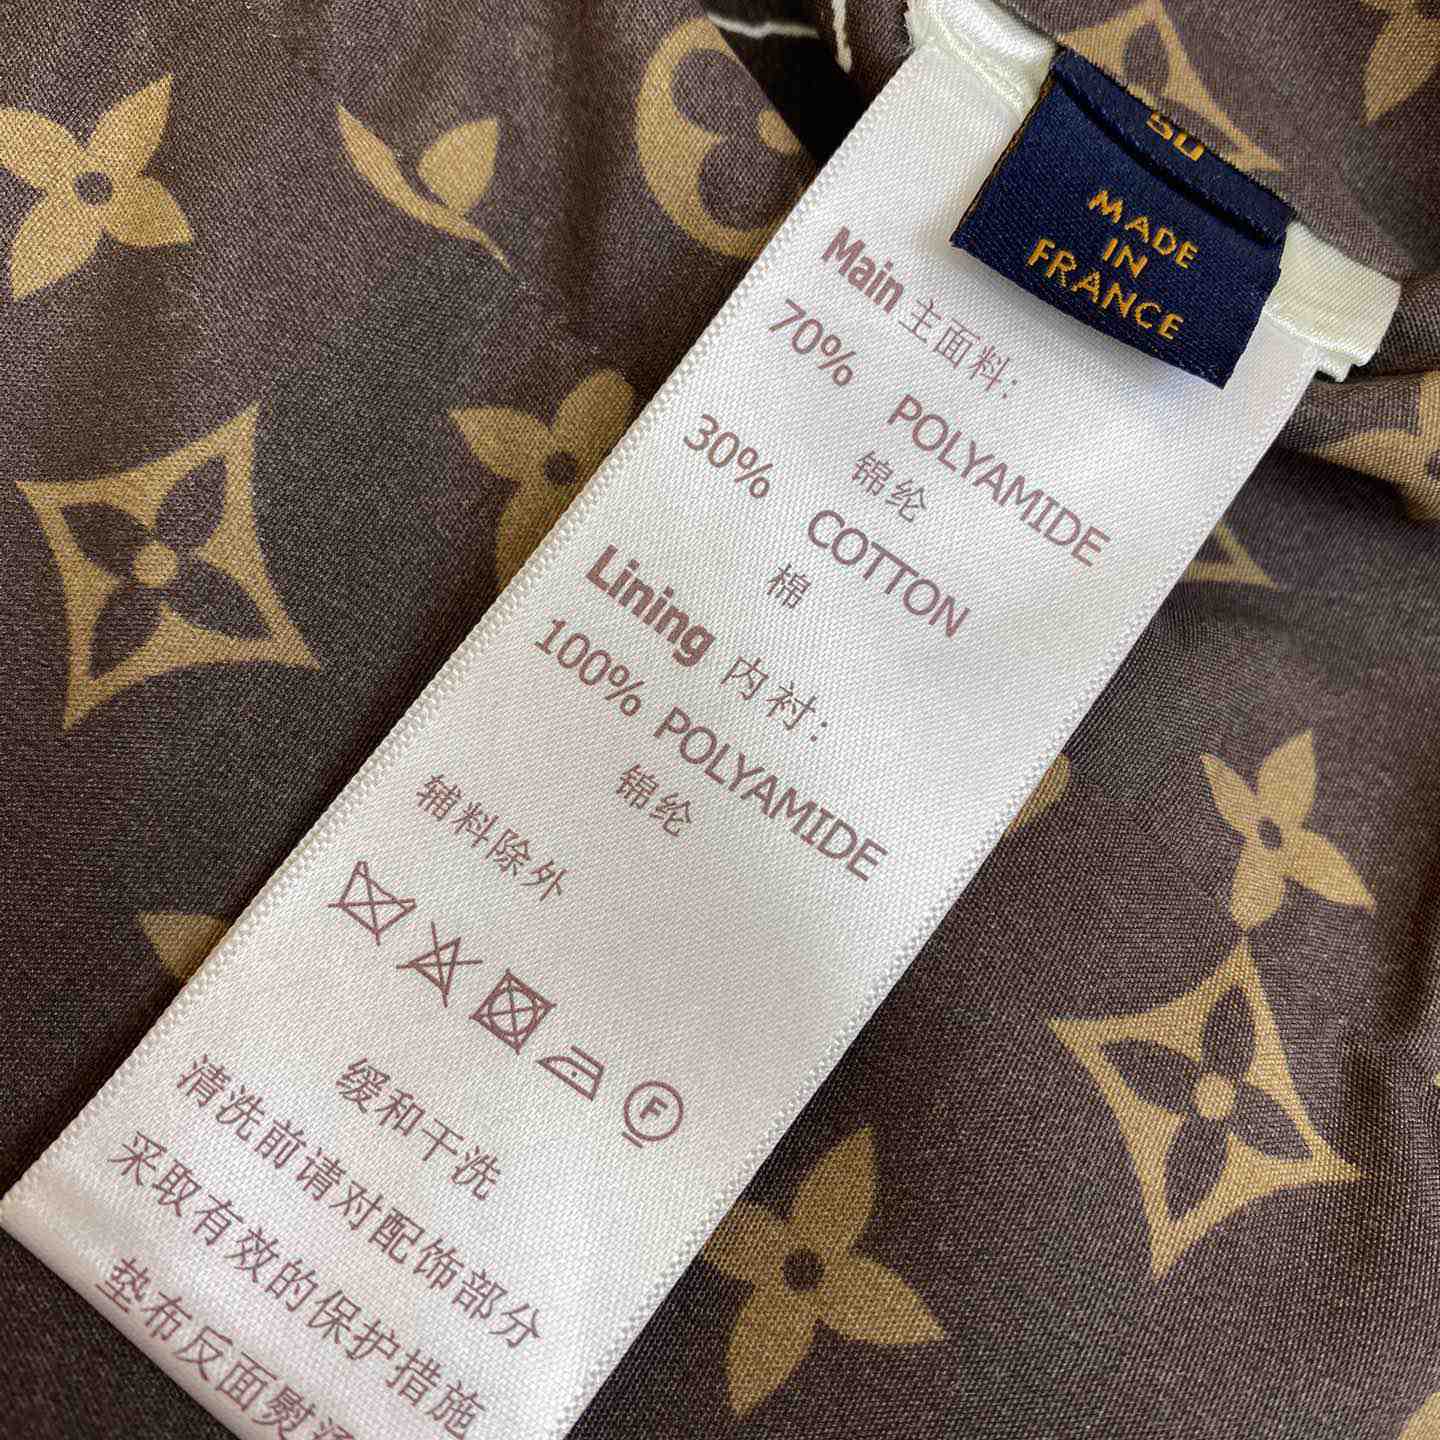 50
MADE
IN
FRANCE
Main 主面料:
70% POLYAMIDE
锦纶
30% COTTON
棉
Lining 内衬:
100% POLYAMIDE
锦纶
辅料除外
F
缓和干洗
清洗前请对配饰部分
采取有效的保护措施
垫布反面熨烫